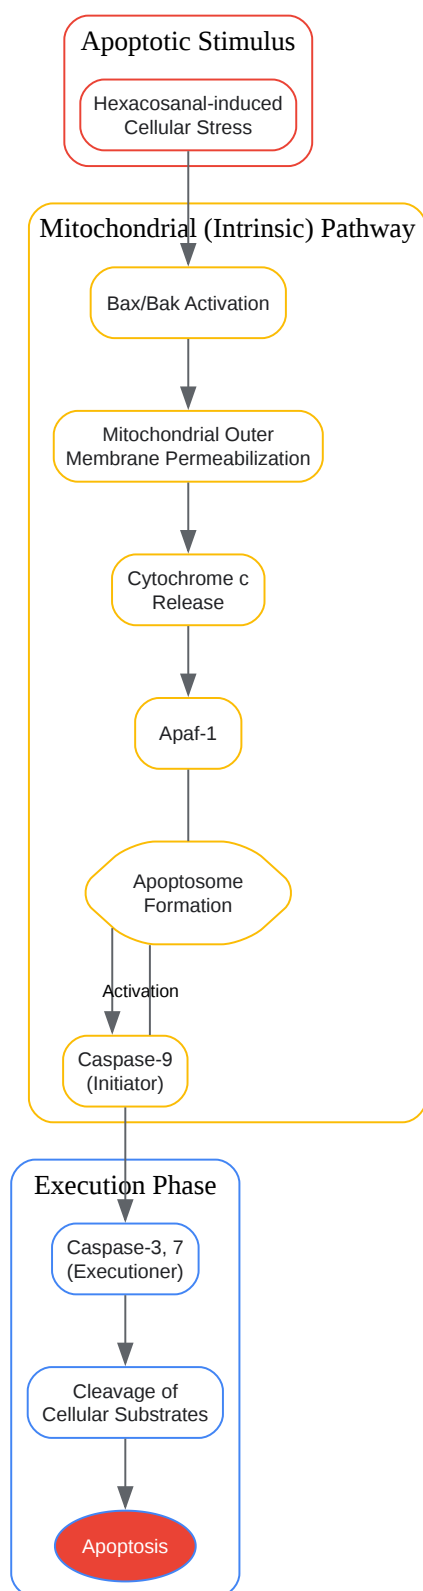 Apoptotic Stimulus
Hexacosanal-induced
Cellular Stress
Mitochondrial (Intrinsic) Pathway
Bax/Bak Activation
Mitochondrial Outer
Membrane Permeabilization
Cytochrome c
Release
Apaf-1
Apoptosome
Formation
Activation
Caspase-9
(Initiator)
Execution Phase
Caspase-3, 7
(Executioner)
Cleavage of
Cellular Substrates
Apoptosis